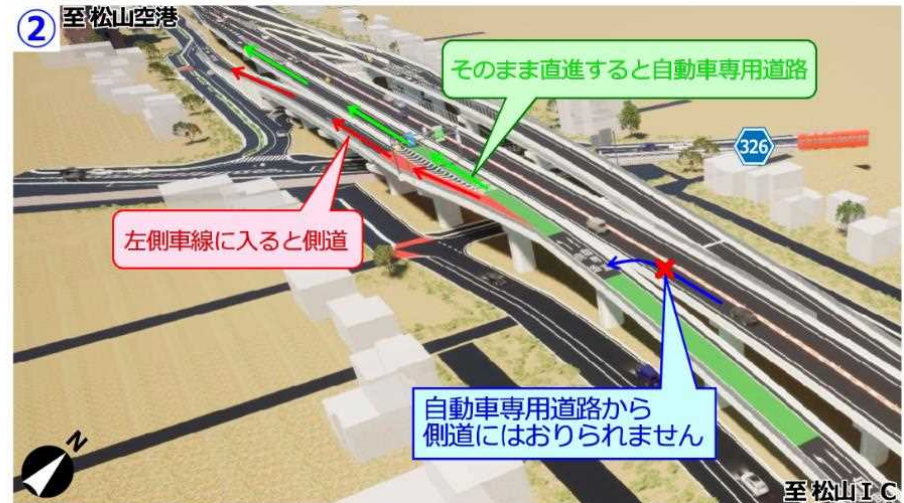 ②
至 松山空港
そのまま直進すると自動車専用道路
326
左側車線に入ると側道
自動車専用道路から
側道にはおりられません
N
至 松山IC